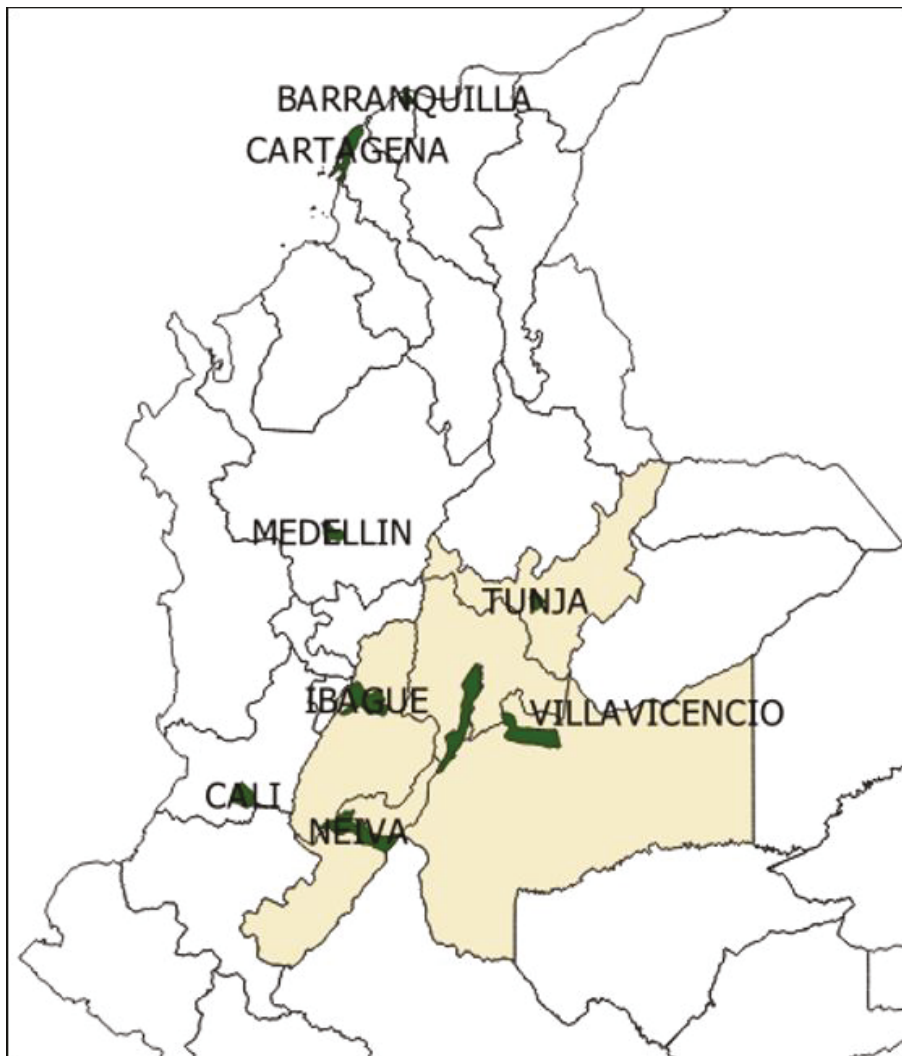 BARRANQUILLA
CARTAGENA
MEDELLIN
TUNJA
IBAGUE
VILLAVICENCIO
CALI
NEIVA